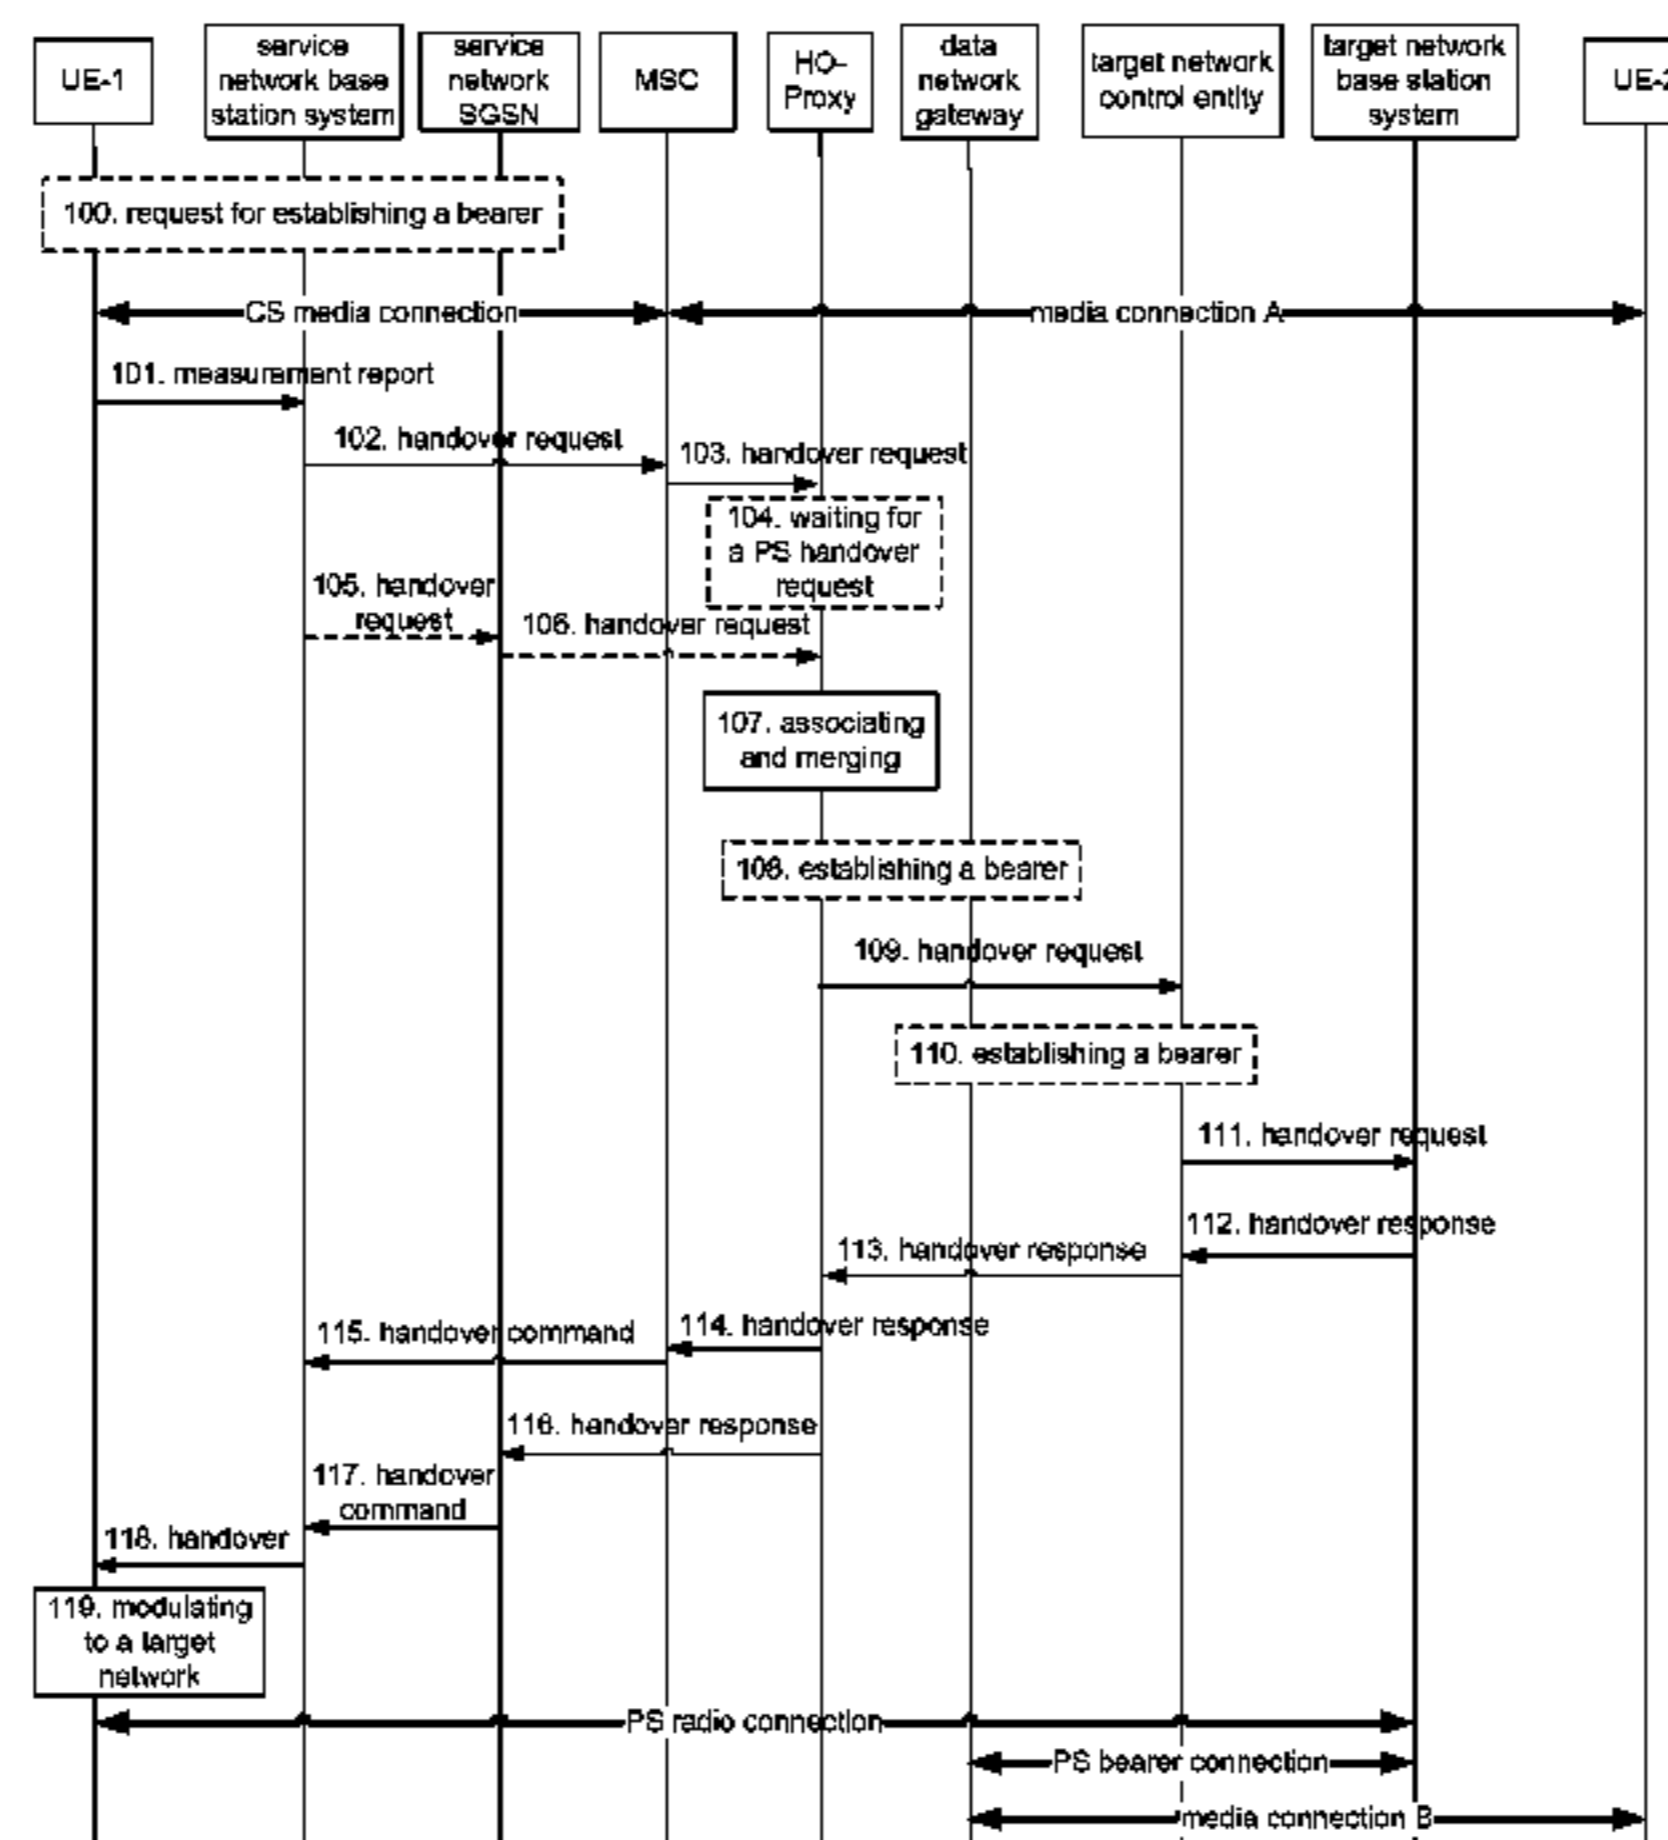 UE-1
service
network base
station system
service
network
SGSN
MSC
HO-
Proxy
data
network
gateway
target network
control entity
target network
base station
system
UE-2
100. request for establishing a bearer
CS media connection
media connection A
101. measurement report
102. handover request
103. handover request
104. waiting for
a PS handover
request
105. handover
request
106. handover request
107. associating
and merging
108. establishing a bearer
109. handover request
110. establishing a bearer
111. handover request
112. handover response
113. handover response
114. handover response
115. handover command
116. handover response
117. handover
command
118. handover
119. modulating
to a target
network
PS radio connection
PS bearer connection
media connection B